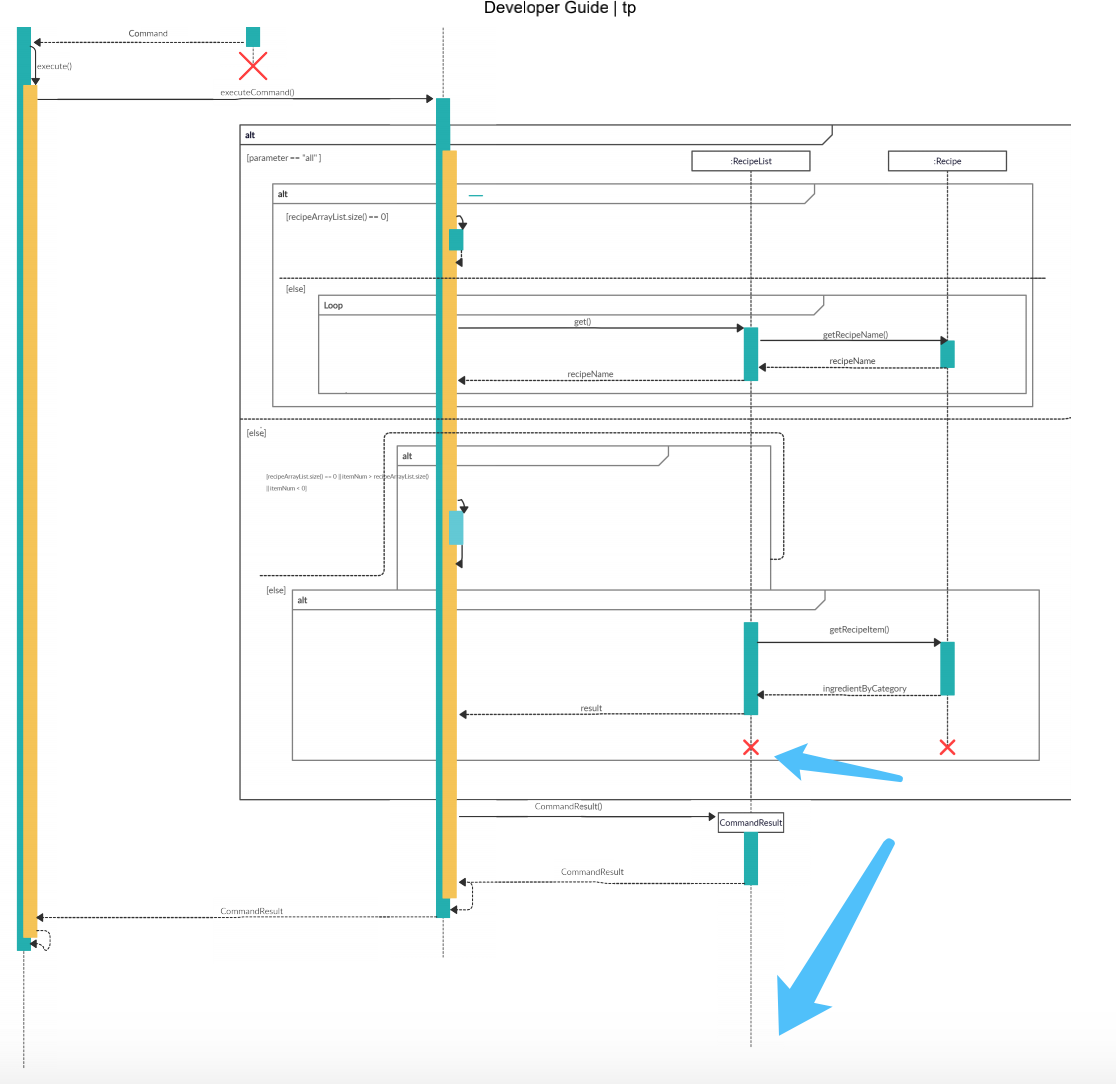 Developer Guide | tp
Command
execute()
executeCommand()
alt
[parameter == "all"]
:RecipeList
:Recipe
alt
[recipeArrayList.size() == 0]
[else]
Loop
get()
getRecipeName()
recipeName
recipeName
[else]
alt
[recipeArrayList.size() == 0 || itemNum > recipeArrayList.size()
|| itemNum < 0]
[else]
alt
getRecipeItem()
ingredientByCategory
result
CommandResult()
CommandResult
CommandResult
CommandResult